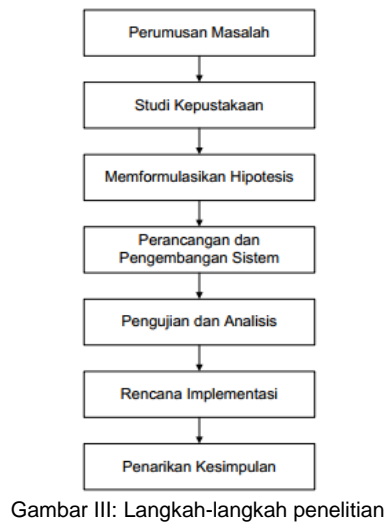 Perumusan Masalah
Studi Kepustakaan
Memformulasikan Hipotesis
Perancangan dan
Pengembangan Sistem
Pengujian dan Analisis
Rencana Implementasi
Penarikan Kesimpulan
Gambar III: Langkah-langkah penelitian